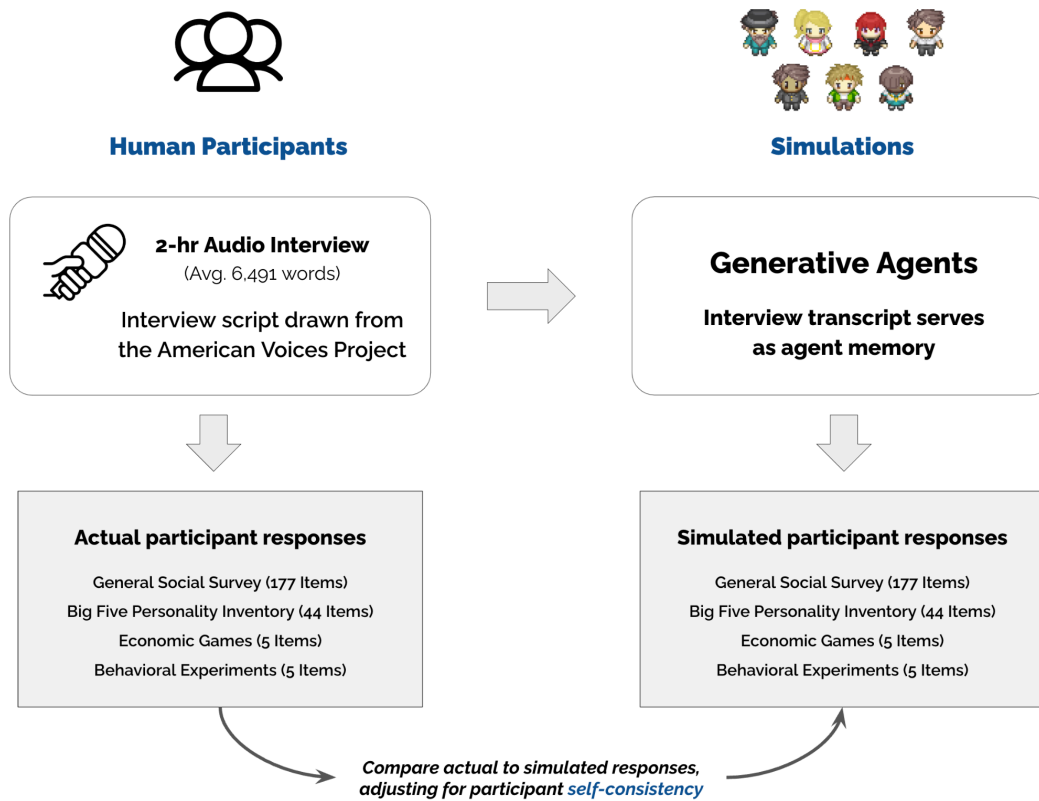 Human Participants
Simulations
2-hr Audio Interview
(Avg. 6,491 words)
Interview script drawn from
the American Voices Project
Generative Agents
Interview transcript serves
as agent memory
Actual participant responses
General Social Survey (177 Items)
Big Five Personality Inventory (44 Items)
Economic Games (5 Items)
Behavioral Experiments (5 Items)
Simulated participant responses
General Social Survey (177 Items)
Big Five Personality Inventory (44 Items)
Economic Games (5 Items)
Behavioral Experiments (5 Items)
Compare actual to simulated responses,
adjusting for participant self-consistency